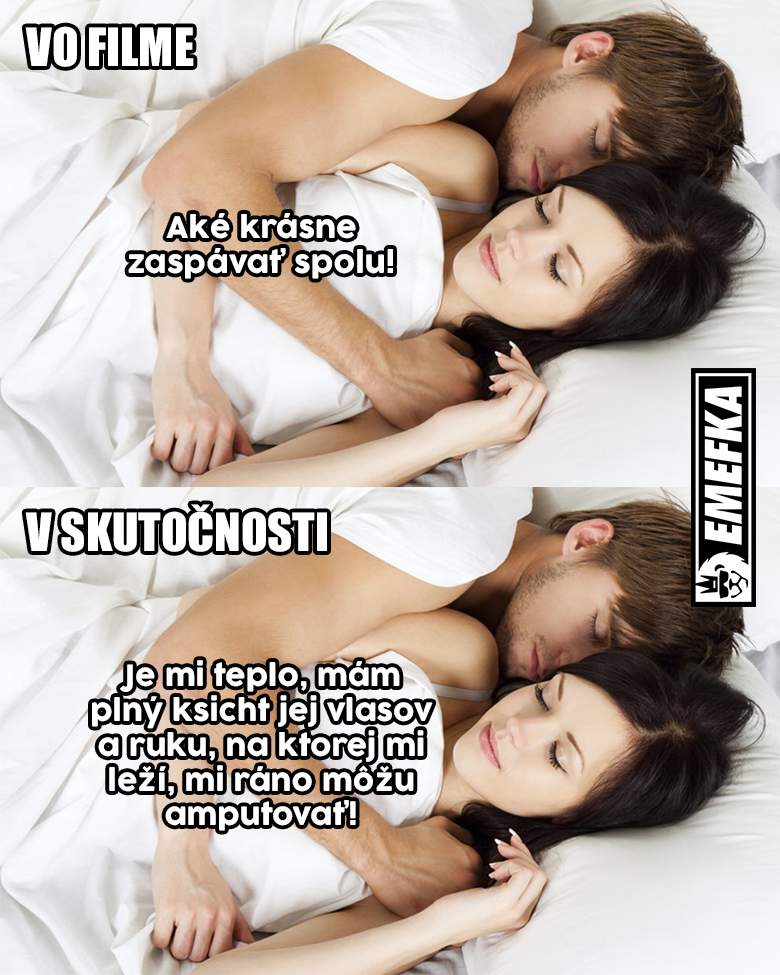 VO FILME
Aké krásne
zaspávať spolu!
EMEFKA
V SKUTOČNOSTI
Je mi teplo, mám
plný ksicht jej vlasov
a ruku, na ktorej mi
leží, mi ráno môžu
amputovať!